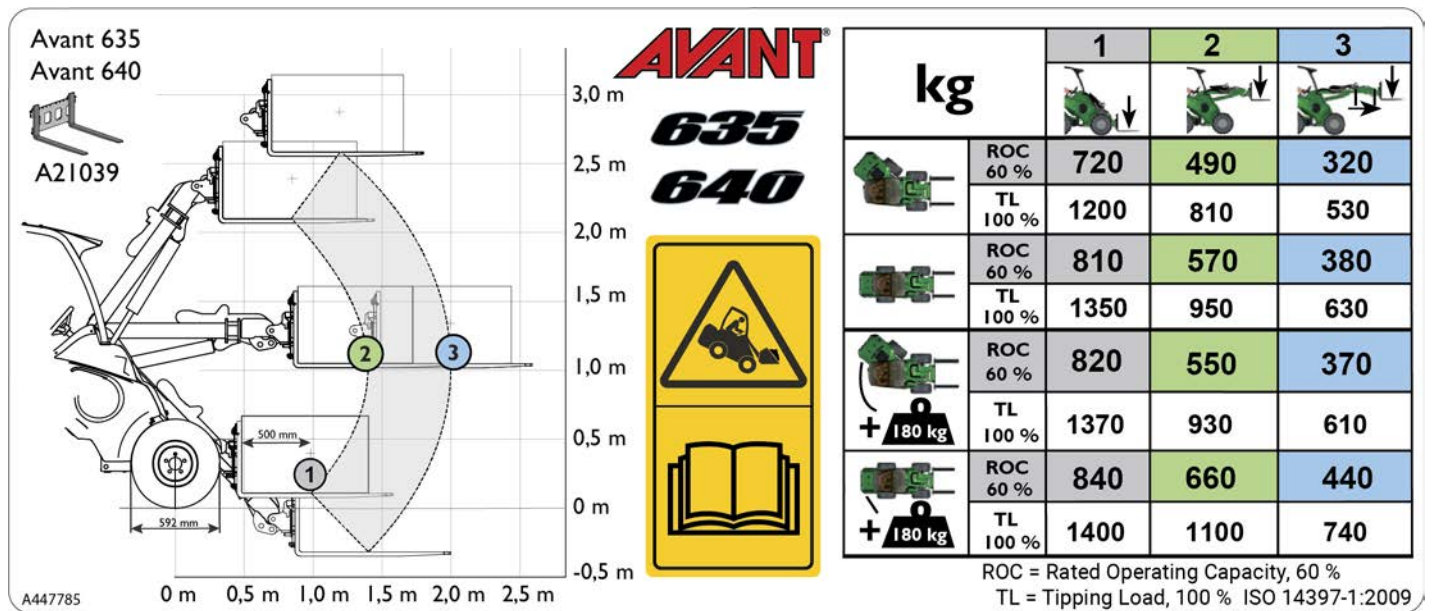 Avant 635
Avant 640
A21039
3,0 m
2,5 m
2,0 m
1,5 m
1,0 m
0,5 m
0 m
-0,5 m
2
3
500 mm
1
592 mm
0 m 0,5 m 1,0 m 1,5 m 2,0 m 2,5 m
A447785
AVANT®
635
640
kg 1 2 3
ROC 60 % 720 490 320
TL 100 % 1200 810 530
ROC 60 % 810 570 380
TL 100 % 1350 950 630
ROC 60 % 820 550 370
+ 180 kg TL 100 % 1370 930 610
ROC 60 % 840 660 440
+ 180 kg TL 100 % 1400 1100 740
ROC = Rated Operating Capacity, 60 %
TL = Tipping Load, 100 % ISO 14397-1:2009